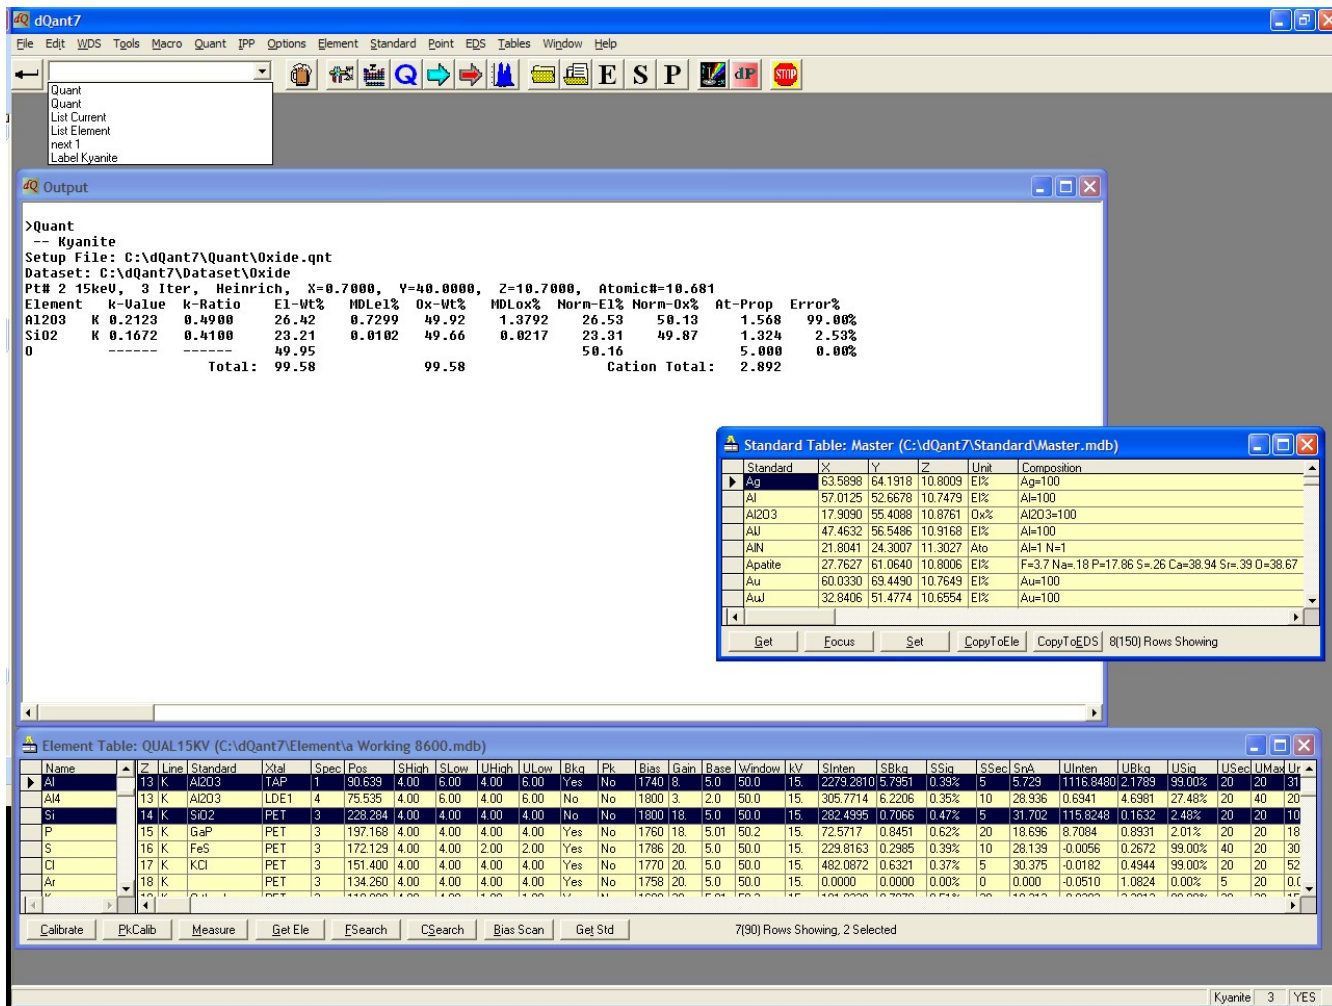 dQ dQant7
File Edit WDS Tools Macro Quant IPP Options Element Standard Point EDS Tables Window Help
Q E S P dP STOP
Quant
Quant
List Current
List Element
next 1
Label Kyanite
dQ Output
>Quant
-- Kyanite
Setup File: C:\dQant7\Quant\Oxide.qnt
Dataset: C:\dQant7\Dataset\Oxide
Pt# 2 15keV, 3 Iter, Heinrich, X=0.7000, Y=40.0000, Z=10.7000, Atomic#=10.681
Element k-Value k-Ratio El-Wt% MDLel% Ox-Wt% MDLox% Norm-El% Norm-Ox% At-Prop Error%
Al2O3 K 0.2123 0.4900 26.42 0.7299 49.92 1.3792 26.53 50.13 1.568 99.00%
SiO2 K 0.1672 0.4100 23.21 0.0102 49.66 0.0217 23.31 49.87 1.324 2.53%
O ------ ------ 49.95 50.16 5.000 0.00%
Total: 99.58 99.58 Cation Total: 2.892
Standard Table: Master (C:\dQant7\Standard\Master.mdb)
Standard X Y Z Unit Composition
Ag 63.5898 64.1918 10.8009 El% Ag=100
Al 57.0125 52.6678 10.7479 El% Al=100
Al2O3 17.9090 55.4088 10.8761 Ox% Al2O3=100
AlJ 47.4632 56.5486 10.9168 El% Al=100
AlN 21.8041 24.3007 11.3027 Ato Al=1 N=1
Apatite 27.7627 61.0640 10.8006 El% F=3.7 Na=.18 P=17.86 S=.26 Ca=38.94 Sr=.39 O=38.67
Au 60.0330 69.4490 10.7649 El% Au=100
AuJ 32.8406 51.4774 10.6554 El% Au=100
Get Focus Set CopyToEle CopyToEDS 8(150) Rows Showing
Element Table: QUAL15KV (C:\dQant7\Element\a Working 8600.mdb)
Name Z Line Standard Xtal Spec Pos SHigh SLow UHigh ULow Bkg Pk Bias Gain Base Window kV SInten SBkg SSig SSec SnA UInten UBkg USig USec UMax Ur
Al 13 K Al2O3 TAP 1 90.639 4.00 6.00 4.00 6.00 Yes No 1740 8. 5.0 50.0 15. 2279.2810 5.7951 0.39% 5 5.729 1116.8480 2.1789 99.00% 20 20 31
Al4 13 K Al2O3 LDE1 4 75.535 4.00 6.00 4.00 6.00 No No 1800 3. 2.0 50.0 15. 305.7714 6.2206 0.35% 10 28.936 0.6941 4.6981 27.48% 20 40 20
Si 14 K SiO2 PET 3 228.284 4.00 4.00 4.00 4.00 No No 1800 18. 5.0 50.0 15. 282.4995 0.7066 0.47% 5 31.702 115.8248 0.1632 2.48% 20 20 10
P 15 K GaP PET 3 197.168 4.00 4.00 4.00 4.00 Yes No 1760 18. 5.01 50.2 15. 72.5717 0.8451 0.62% 20 18.696 8.7084 0.8931 2.01% 20 20 18
S 16 K FeS PET 3 172.129 4.00 4.00 2.00 2.00 Yes No 1786 20. 5.0 50.0 15. 229.8163 0.2985 0.39% 10 28.139 -0.0056 0.2672 99.00% 40 20 30
Cl 17 K KCl PET 3 151.400 4.00 4.00 4.00 4.00 Yes No 1770 20. 5.0 50.0 15. 482.0872 0.6321 0.37% 5 30.375 -0.0182 0.4944 99.00% 20 20 52
Ar 18 K PET 3 134.260 4.00 4.00 4.00 4.00 Yes No 1758 20. 5.0 50.0 15. 0.0000 0.0000 0.00% 0 0.000 -0.0510 1.0824 0.00% 5 20 0.0
Calibrate PkCalib Measure Get Ele FSearch CSearch Bias Scan Get Std 7(90) Rows Showing, 2 Selected
Kyanite 3 YES